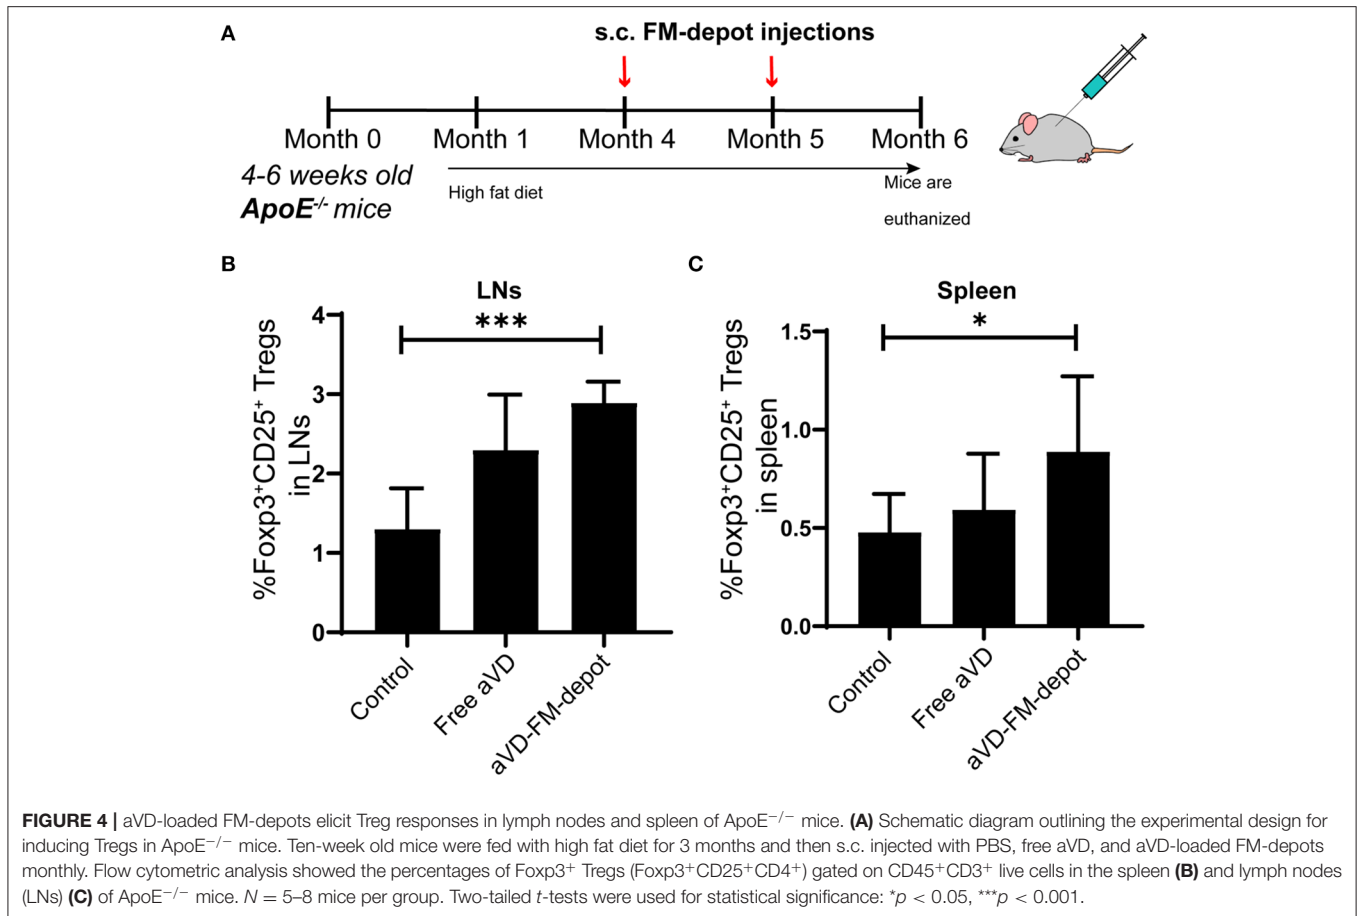 A
s.c. FM-depot injections
Month 0 Month 1 Month 4 Month 5 Month 6
4-6 weeks old
ApoE-/- mice
High fat diet
Mice are
euthanized
B
LNs
***
%Foxp3+CD25+ Tregs
in LNs
4
3
2
1
0
Control
Free aVD
aVD-FM-depot
C
Spleen
*
%Foxp3+CD25+ Tregs
in spleen
1.5
1.0
0.5
0.0
Control
Free aVD
aVD-FM-depot
FIGURE 4 | aVD-loaded FM-depots elicit Treg responses in lymph nodes and spleen of ApoE−/− mice. (A) Schematic diagram outlining the experimental design for
inducing Tregs in ApoE−/− mice. Ten-week old mice were fed with high fat diet for 3 months and then s.c. injected with PBS, free aVD, and aVD-loaded FM-depots
monthly. Flow cytometric analysis showed the percentages of Foxp3+ Tregs (Foxp3+CD25+CD4+) gated on CD45+CD3+ live cells in the spleen (B) and lymph nodes
(LNs) (C) of ApoE−/− mice. N = 5–8 mice per group. Two-tailed t-tests were used for statistical significance: *p < 0.05, ***p < 0.001.